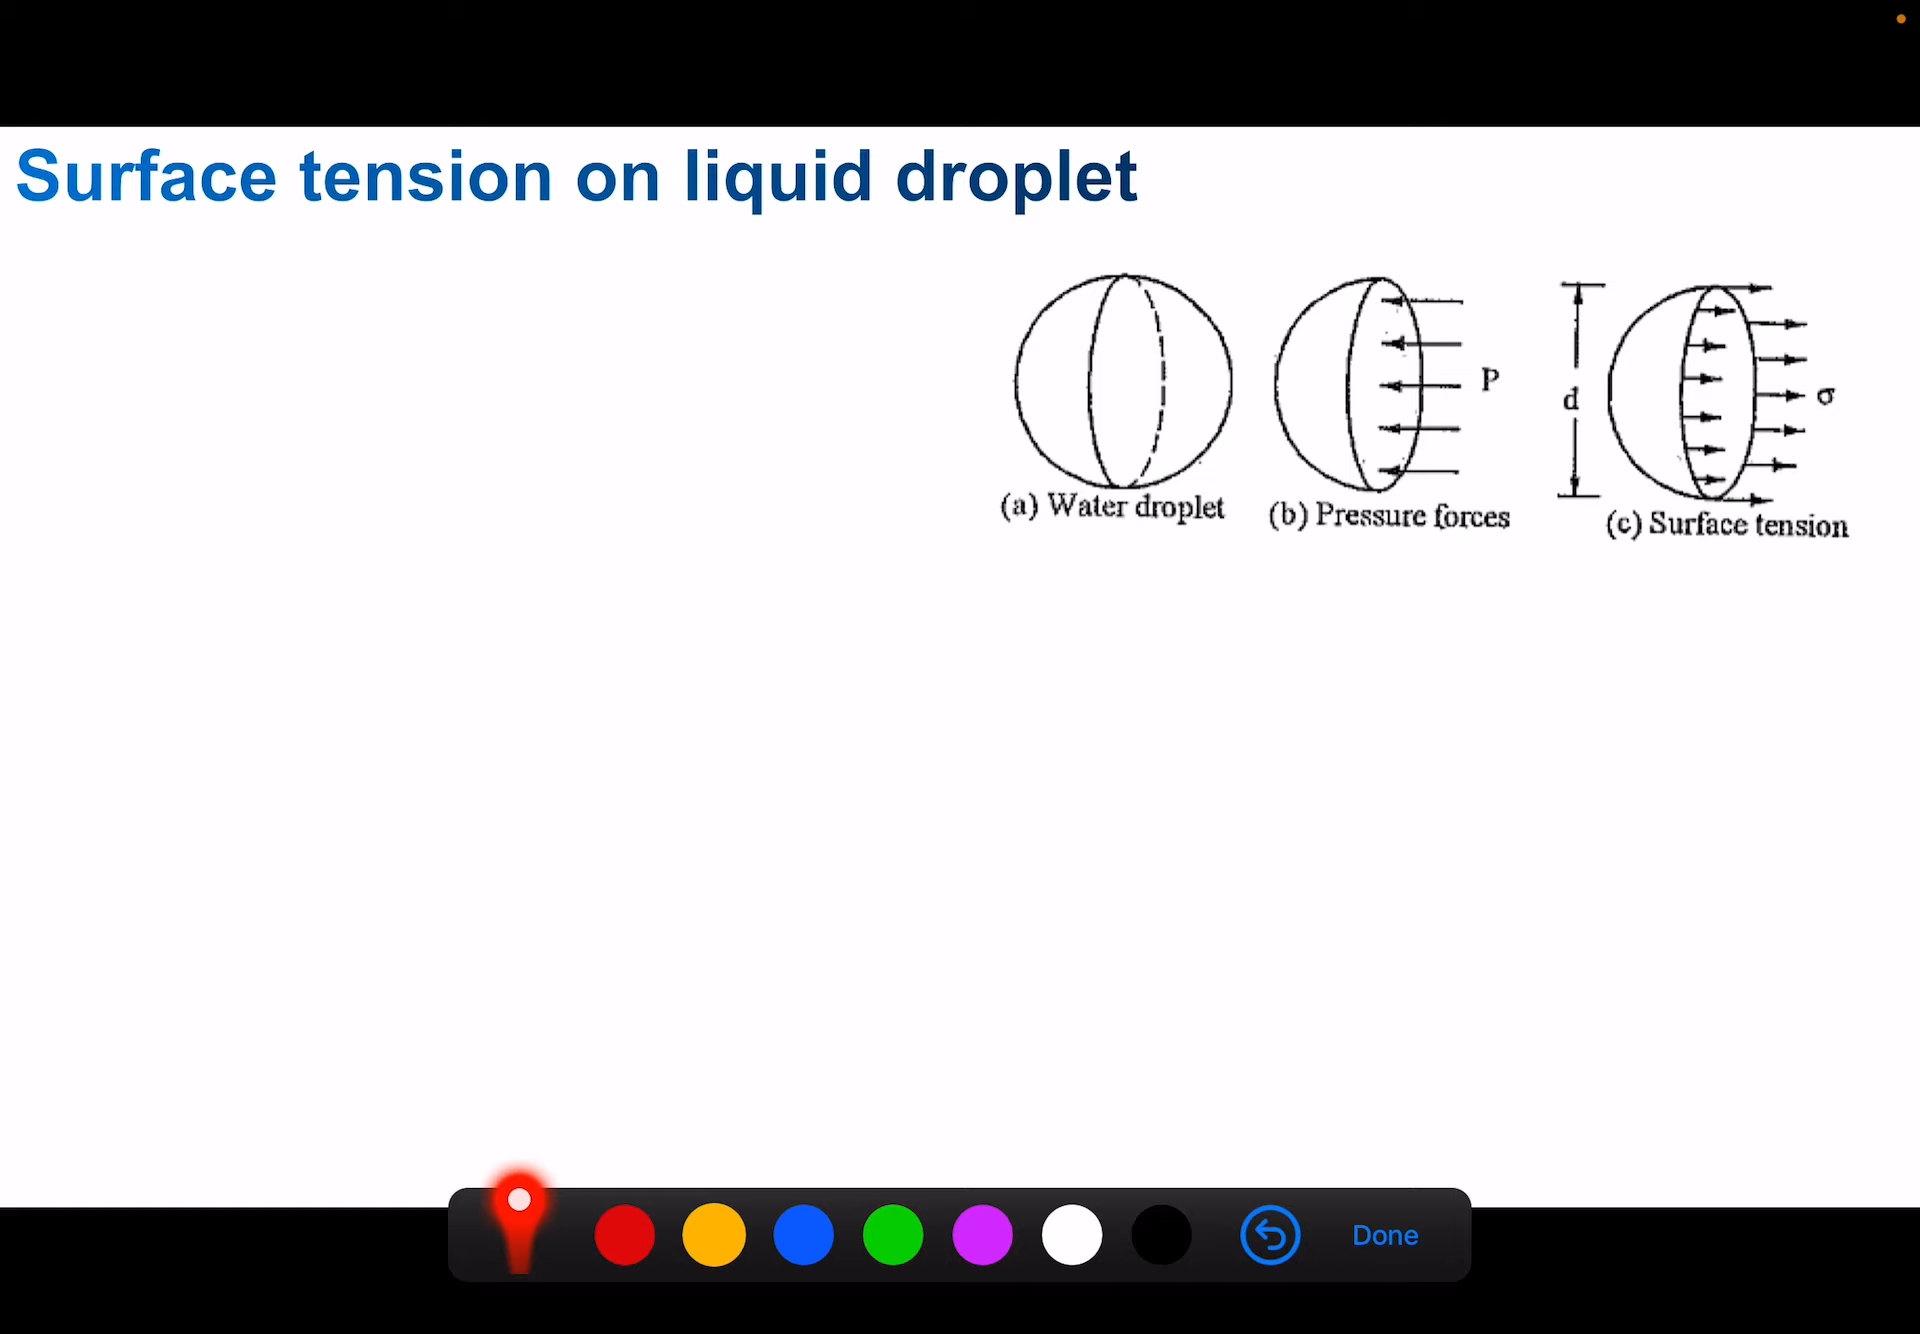 Surface tension on liquid droplet
P
d
σ
(a) Water droplet
(b) Pressure forces
(c) Surface tension
Done